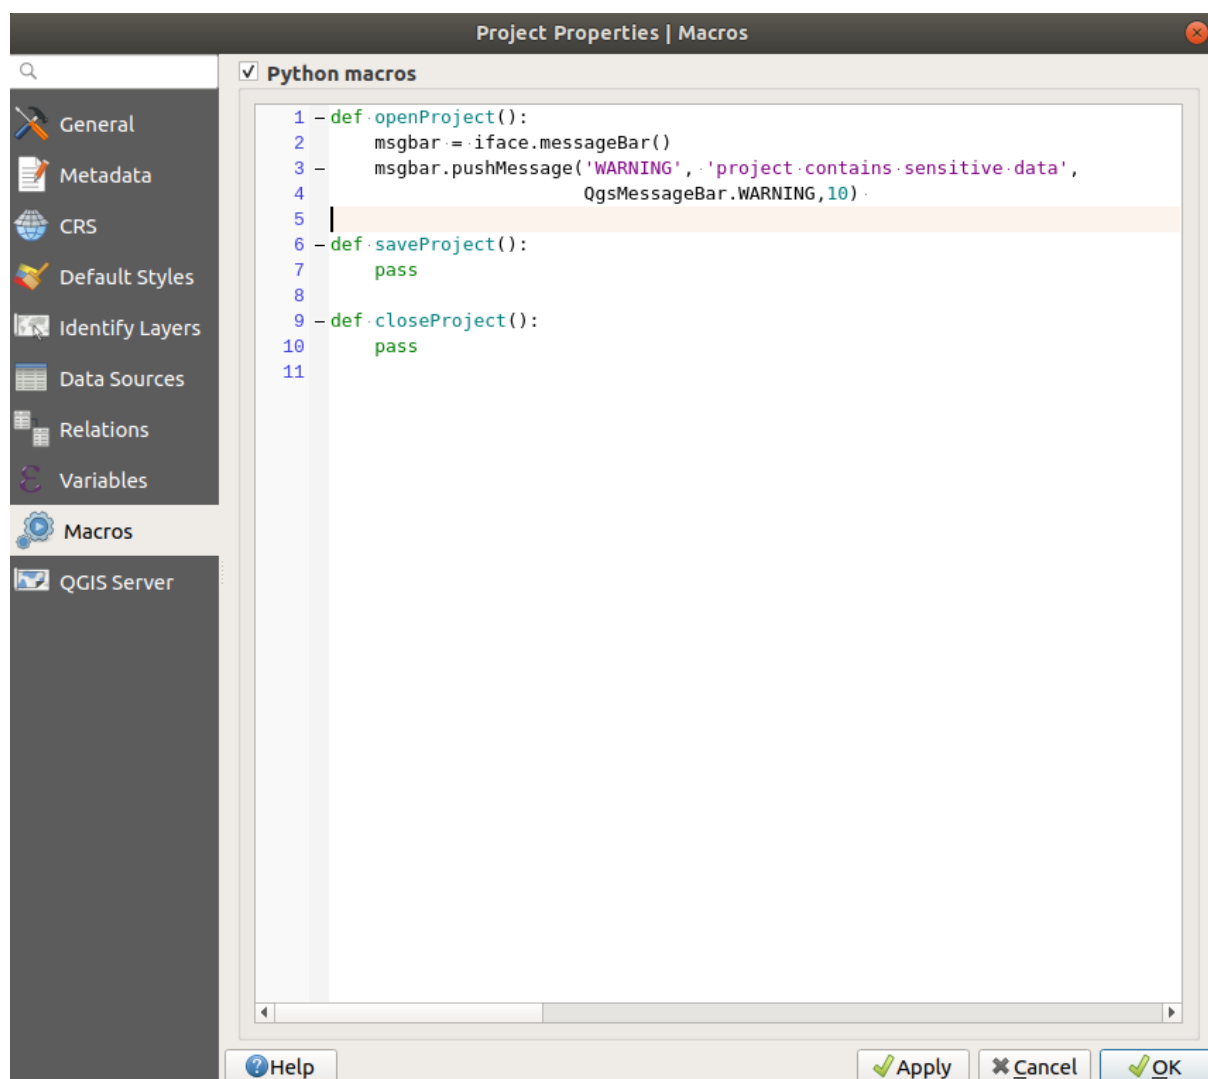 Project Properties | Macros
Python macros
General
Metadata
CRS
Default Styles
Identify Layers
Data Sources
Relations
Variables
Macros
QGIS Server
1 def openProject():
2 msgbar = iface.messageBar()
3 msgbar.pushMessage('WARNING', 'project contains sensitive data',
4 QgsMessageBar.WARNING,10)
5
6 def saveProject():
7 pass
8
9 def closeProject():
10 pass
11
Help
Apply
Cancel
OK